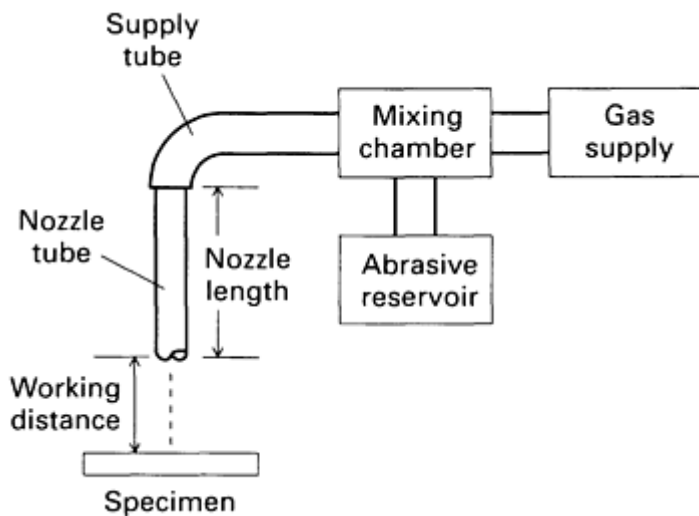 Supply
tube
Mixing
chamber
Gas
supply
Nozzle
tube
Nozzle
length
Abrasive
reservoir
Working
distance
Specimen